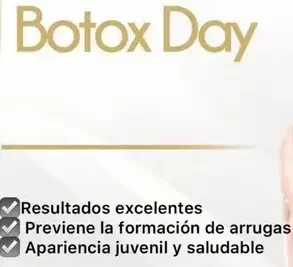 Botox Day
Resultados excelentes
Previene la formación de arrugas
Apariencia juvenil y saludable